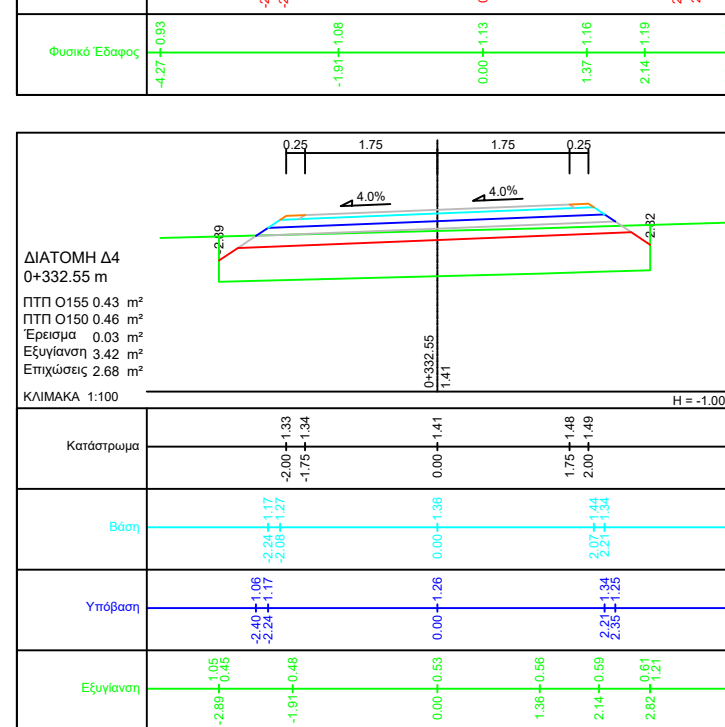 Φυσικό Έδαφος
-4.27 0.93
-1.91 1.08
0.00 1.13
1.37 1.16
2.14 1.19
0.25 1.75 1.75 0.25
4.0% 4.0%
-2.89 2.82
ΔΙΑΤΟΜΗ Δ4
0+332.55 m
ΠΤΠ Ο155 0.43 m²
ΠΤΠ Ο150 0.46 m²
Έρεισμα 0.03 m²
Εξυγίανση 3.42 m²
Επιχώσεις 2.68 m²
ΚΛΙΜΑΚΑ 1:100
0+332.55
1.41
H = -1.00
Κατάστρωμα
-2.00 1.33
-1.75 1.34
0.00 1.41
1.75 1.48
2.00 1.49
Βάση
-2.24 1.17
-2.08 1.27
0.00 1.36
2.07 1.44
2.21 1.34
Υπόβαση
-2.40 1.06
-2.24 1.17
0.00 1.26
2.21 1.34
2.35 1.25
Εξυγίανση
-2.89 1.05
0.45
-1.91 0.48
0.00 0.53
1.36 0.56
2.14 0.59
2.82 0.61
1.21